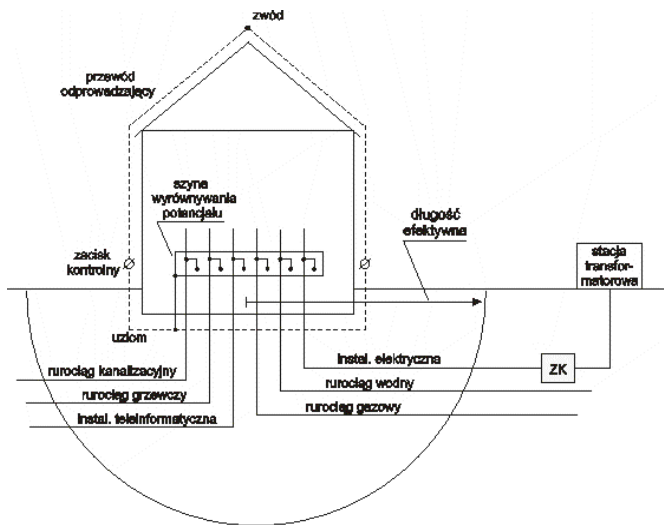 zwód
przewód
odprowadzający
szyna
wyrównywania
potencjału
długość
efektywna
zacisk
kontrolny
stacja
transfor-
matorowa
uziom
instal. elektryczna
ZK
rurociąg kanalizacyjny
rurociąg wodny
rurociąg grzewczy
rurociąg gazowy
instal. teleinformatyczna